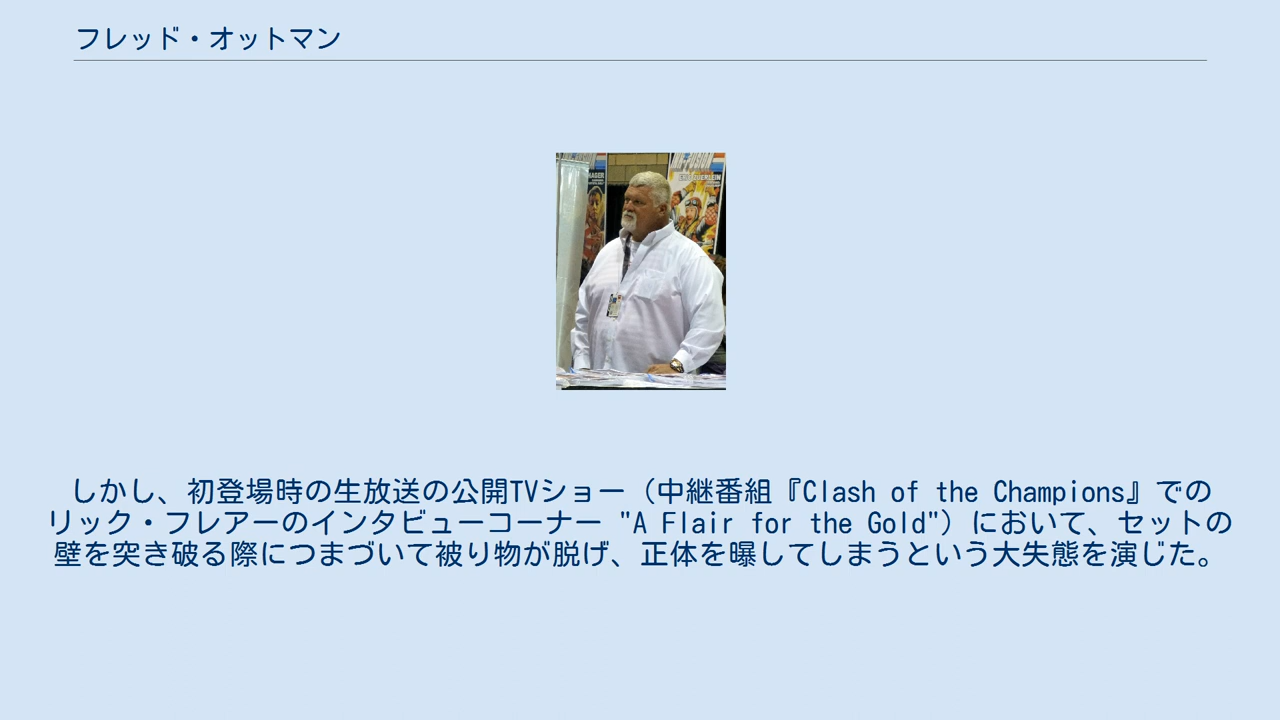 フレッド・オットマン
HAGER
ERIC POWERLEIN
しかし、初登場時の生放送の公開TVショー（中継番組『Clash of the Champions』での
リック・フレアーのインタビューコーナー "A Flair for the Gold"）において、セットの
壁を突き破る際につまづいて被り物が脱げ、正体を曝してしまうという大失態を演じた。